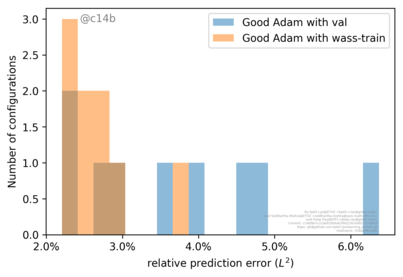 @c14b
Good Adam with val
Good Adam with wass-train
Number of configurations
3.0
2.5
2.0
1.5
1.0
0.5
0.0
2.0% 3.0% 4.0% 5.0% 6.0%
relative prediction error (L²)